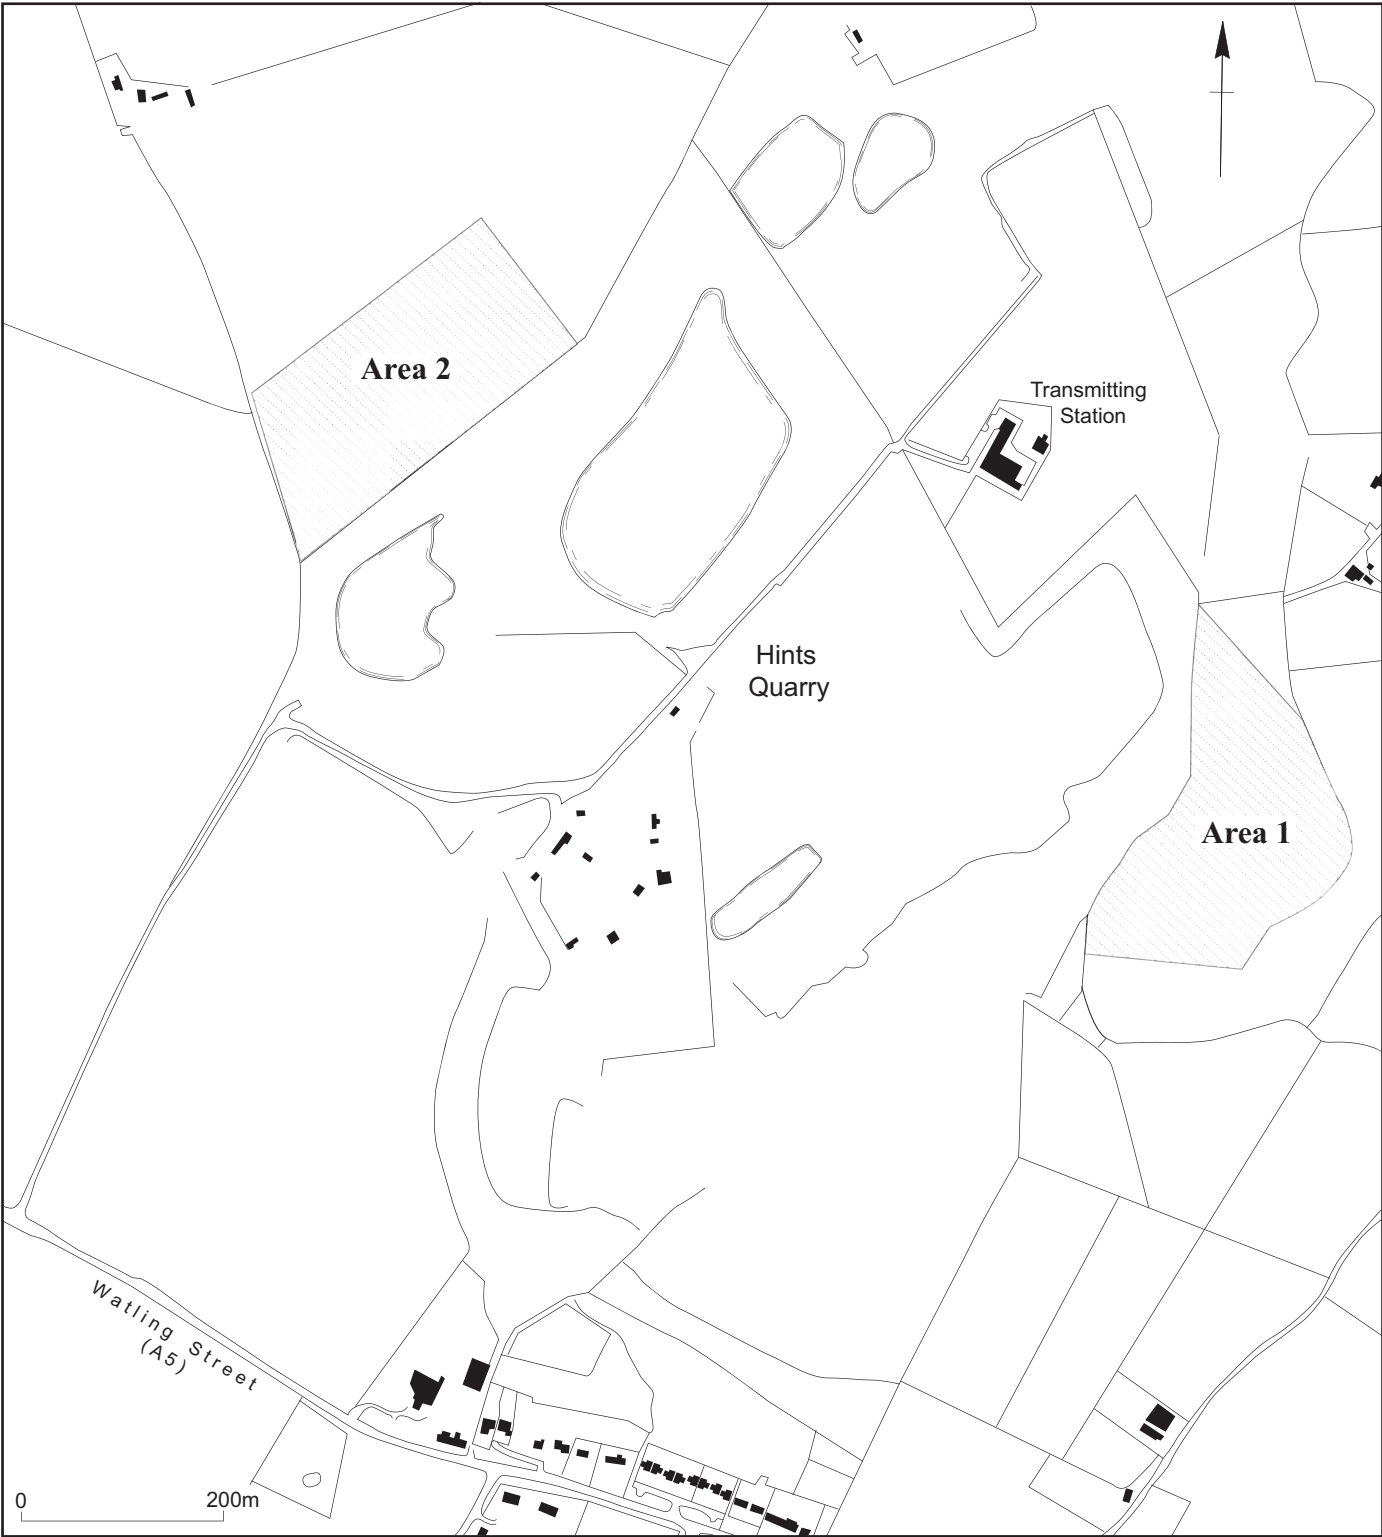 Area 2
Transmitting
Station
Hints
Quarry
Area 1
Watling Street
(A5)
0 200m